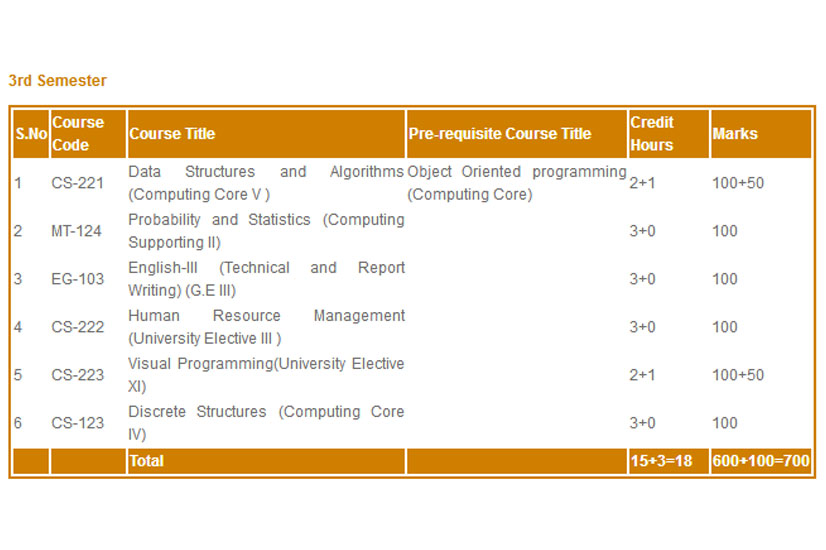 3rd Semester
S.No Course Code Course Title Pre-requisite Course Title Credit Hours Marks
1 CS-221 Data Structures and Algorithms (Computing Core V ) Object Oriented programming (Computing Core) 2+1 100+50
2 MT-124 Probability and Statistics (Computing Supporting II) 3+0 100
3 EG-103 English-III (Technical and Report Writing) (G.E III) 3+0 100
4 CS-222 Human Resource Management (University Elective III ) 3+0 100
5 CS-223 Visual Programming(University Elective XI) 2+1 100+50
6 CS-123 Discrete Structures (Computing Core IV) 3+0 100
Total 15+3=18 600+100=700